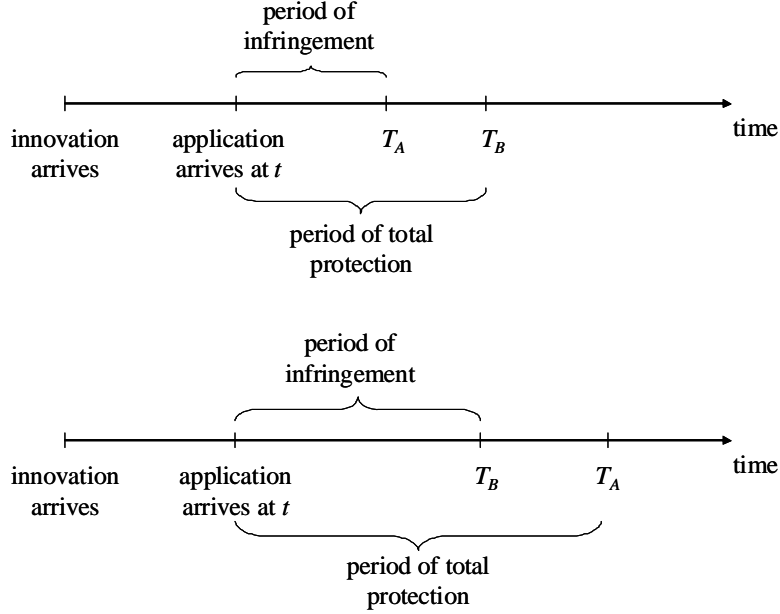 period of
infringement
time
innovation
arrives
application
arrives at t
T_A
T_B
period of total
protection
period of
infringement
time
innovation
arrives
application
arrives at t
T_B
T_A
period of total
protection